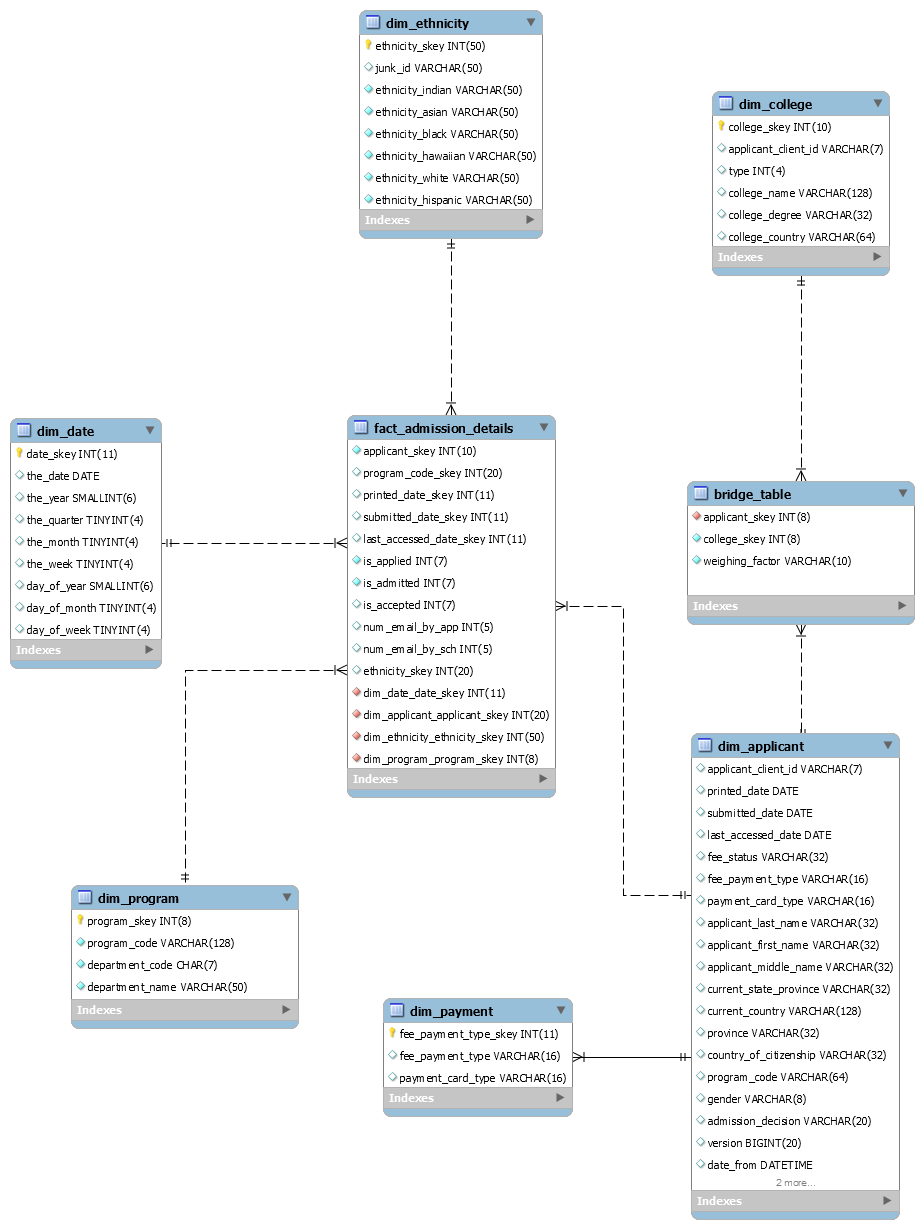 dim_ethnicity
ethnicity_skey INT(50)
junk_id VARCHAR(50)
ethnicity_indian VARCHAR(50)
ethnicity_asian VARCHAR(50)
ethnicity_black VARCHAR(50)
ethnicity_hawaiian VARCHAR(50)
ethnicity_white VARCHAR(50)
ethnicity_hispanic VARCHAR(50)
Indexes
dim_college
college_skey INT(10)
applicant_client_id VARCHAR(7)
type INT(4)
college_name VARCHAR(128)
college_degree VARCHAR(32)
college_country VARCHAR(64)
Indexes
dim_date
date_skey INT(11)
the_date DATE
the_year SMALLINT(6)
the_quarter TINYINT(4)
the_month TINYINT(4)
the_week TINYINT(4)
day_of_year SMALLINT(6)
day_of_month TINYINT(4)
day_of_week TINYINT(4)
Indexes
fact_admission_details
applicant_skey INT(10)
program_code_skey INT(20)
printed_date_skey INT(11)
submitted_date_skey INT(11)
last_accessed_date_skey INT(11)
is_applied INT(7)
is_admitted INT(7)
is_accepted INT(7)
num_email_by_app INT(5)
num_email_by_sch INT(5)
ethnicity_skey INT(20)
dim_date_date_skey INT(11)
dim_applicant_applicant_skey INT(20)
dim_ethnicity_ethnicity_skey INT(50)
dim_program_program_skey INT(8)
Indexes
bridge_table
applicant_skey INT(8)
college_skey INT(8)
weighing_factor VARCHAR(10)
Indexes
dim_applicant
applicant_client_id VARCHAR(7)
printed_date DATE
submitted_date DATE
last_accessed_date DATE
fee_status VARCHAR(32)
fee_payment_type VARCHAR(16)
payment_card_type VARCHAR(16)
applicant_last_name VARCHAR(32)
applicant_first_name VARCHAR(32)
applicant_middle_name VARCHAR(32)
current_state_province VARCHAR(32)
current_country VARCHAR(128)
province VARCHAR(32)
country_of_citizenship VARCHAR(32)
program_code VARCHAR(64)
gender VARCHAR(8)
admission_decision VARCHAR(20)
version BIGINT(20)
date_from DATETIME
2 more...
Indexes
dim_program
program_skey INT(8)
program_code VARCHAR(128)
department_code CHAR(7)
department_name VARCHAR(50)
Indexes
dim_payment
fee_payment_type_skey INT(11)
fee_payment_type VARCHAR(16)
payment_card_type VARCHAR(16)
Indexes